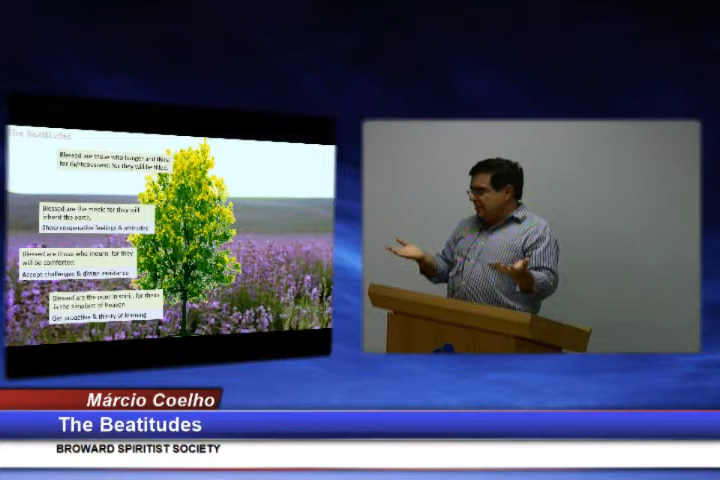 The Beatitudes
Blessed are those who hunger and thirst
for righteousness: for they will be filled.
Blessed are the meek: for they will
inherit the earth.
Show cooperative feelings & attitudes
Blessed are those who mourn: for they
will be comforted.
Accept challenges & divine assistance
Blessed are the poor in spirit: for theirs
is the kingdom of Heaven
Get proactive & thirsty of learning
Márcio Coelho
The Beatitudes
BROWARD SPIRITIST SOCIETY